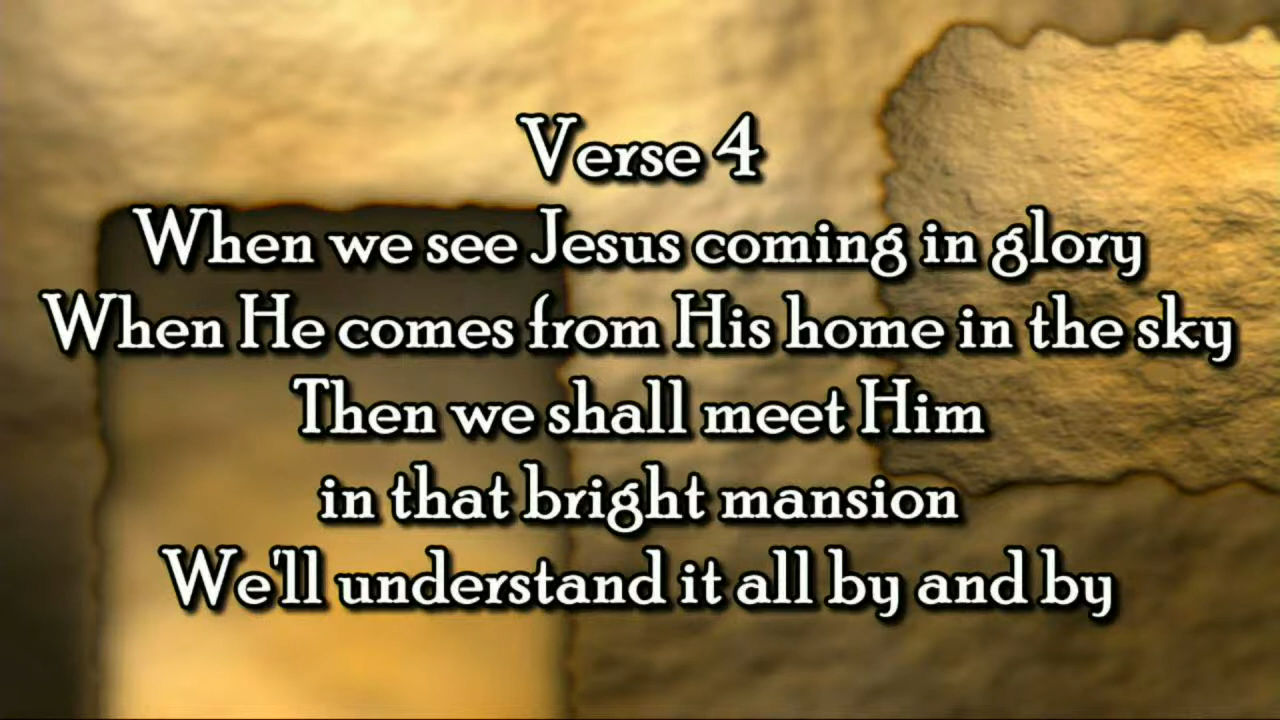 Verse 4
When we see Jesus coming in glory
When He comes from His home in the sky
Then we shall meet Him
in that bright mansion
We'll understand it all by and by